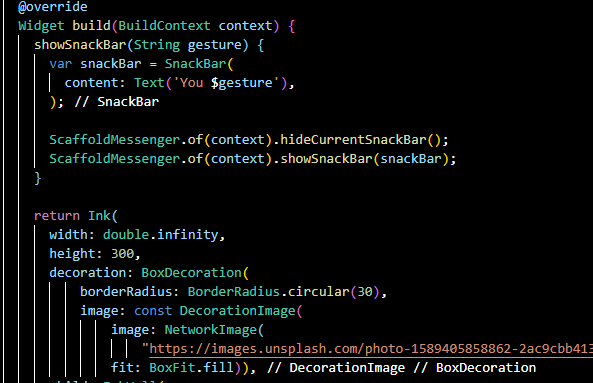 @override
Widget build(BuildContext context) {
showSnackBar(String gesture) {
var snackBar = SnackBar(
content: Text('You $gesture'),
); // SnackBar
ScaffoldMessenger.of(context).hideCurrentSnackBar();
ScaffoldMessenger.of(context).showSnackBar(snackBar);
}
return Ink(
width: double.infinity,
height: 300,
decoration: BoxDecoration(
borderRadius: BorderRadius.circular(30),
image: const DecorationImage(
image: NetworkImage(
"https://images.unsplash.com/photo-1589405858862-2ac9cbb413
fit: BoxFit.fill)), // DecorationImage // BoxDecoration